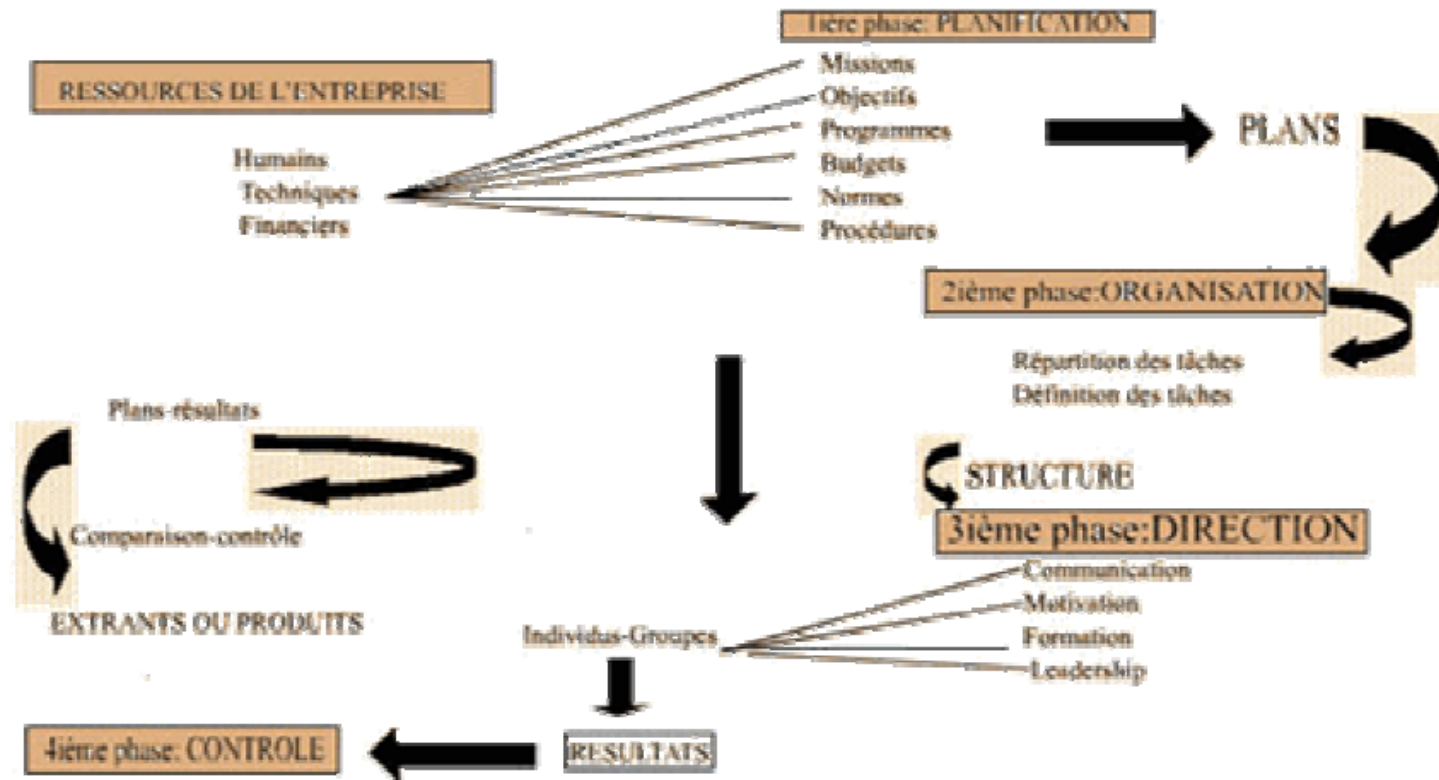 1ière phase: PLANIFICATION
RESSOURCES DE L'ENTREPRISE
Missions
Objectifs
Programmes
Budgets
Normes
Procédures
PLANS
Humains
Techniques
Financiers
2ième phase:ORGANISATION
Répartition des tâches
Définition des tâches
STRUCTURE
3ième phase:DIRECTION
Communication
Motivation
Formation
Leadership
Individus-Groupes
RESULTATS
4ième phase: CONTROLE
Plans-résultats
Comparaison-contrôle
EXTRANTS OU PRODUITS